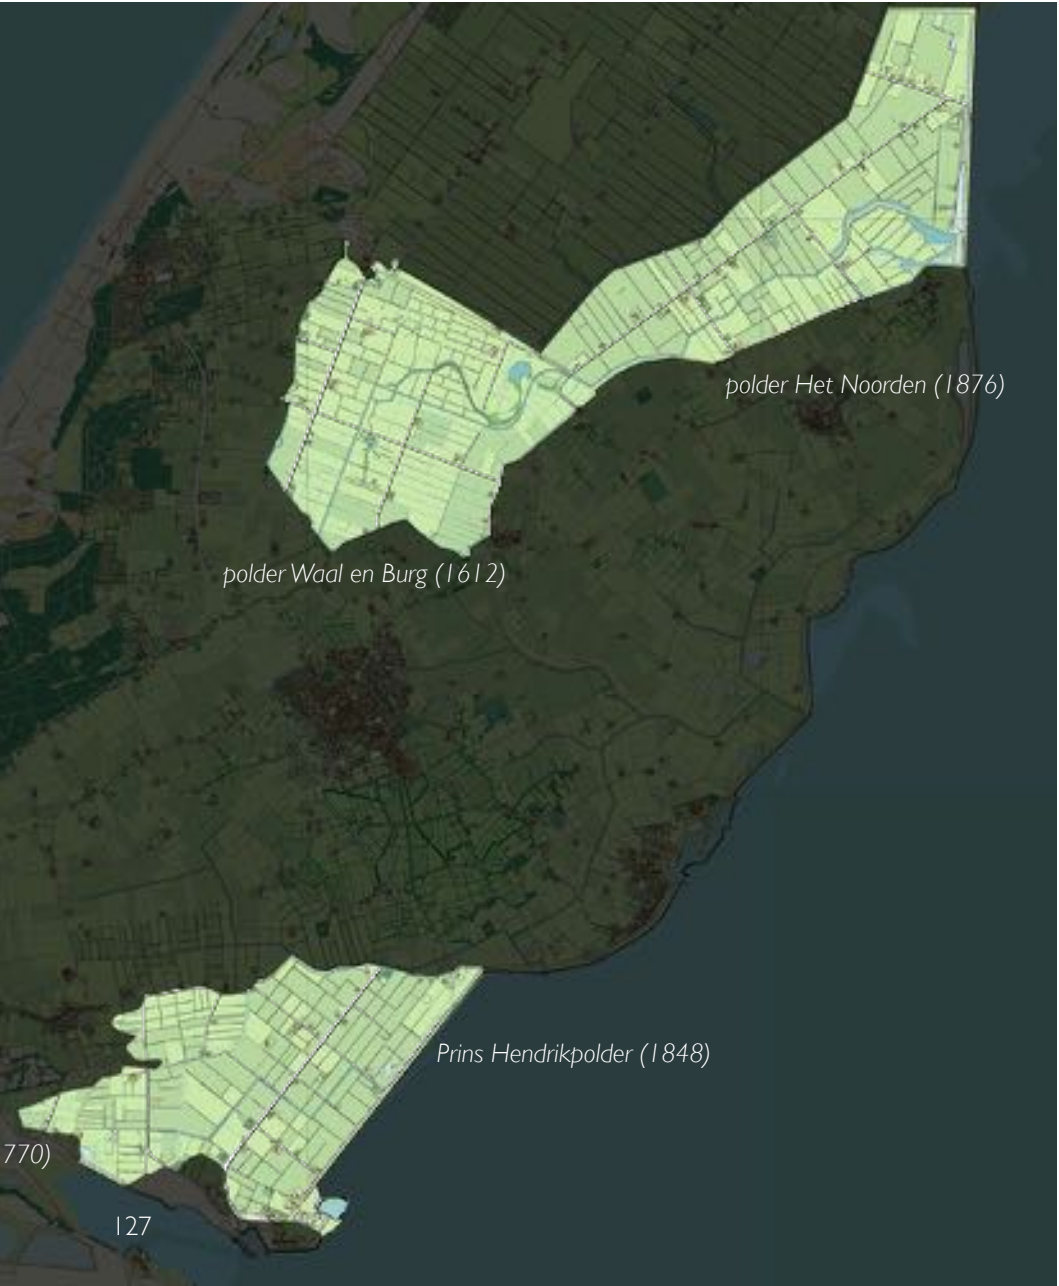 polder Het Noorden (1876)
polder Waal en Burg (1612)
Prins Hendrikpolder (1848)
770)
127